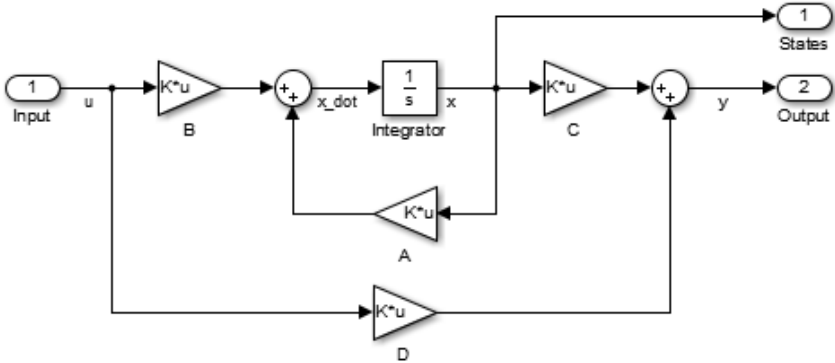 1
States
1
Input
u
K*u
B
+
+
x_dot
1
s
Integrator
x
K*u
C
+
+
y
2
Output
K*u
A
K*u
D